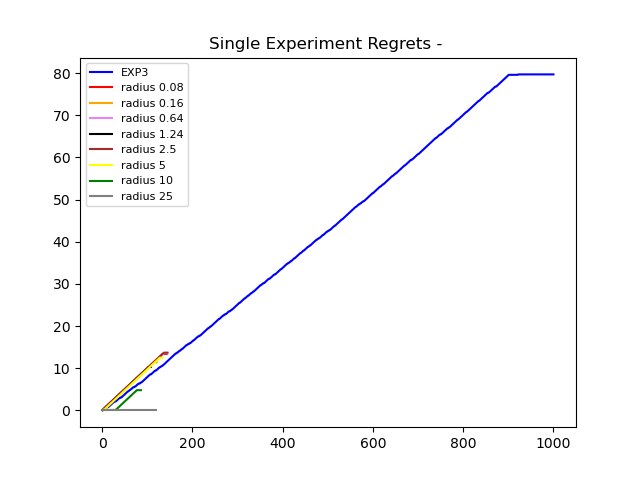 Single Experiment Regrets -
EXP3
radius 0.08
radius 0.16
radius 0.64
radius 1.24
radius 2.5
radius 5
radius 10
radius 25
80
70
60
50
40
30
20
10
0
0 200 400 600 800 1000